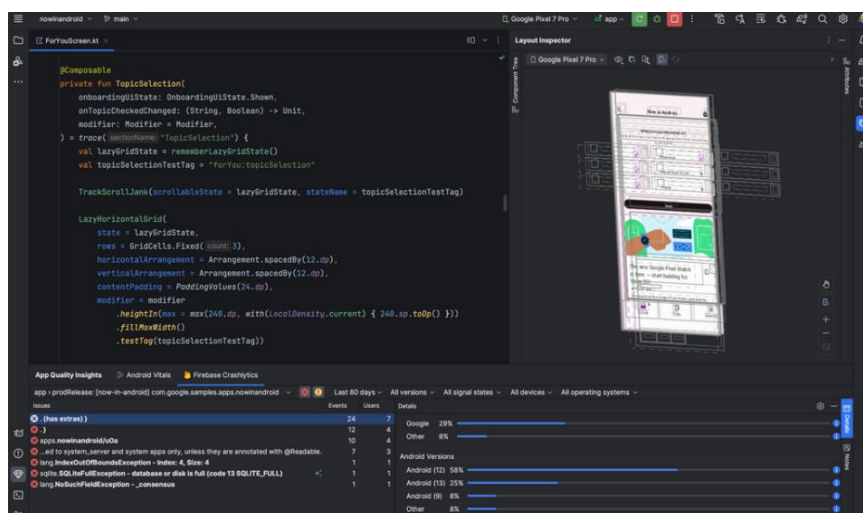 nowinandroid
main
Google Pixel 7 Pro
app
ForYouScreen.kt
@Composable
private fun TopicSelection(
onboardingUiState: OnboardingUiState.Shown,
onTopicCheckedChanged: (String, Boolean) -> Unit,
modifier: Modifier = Modifier,
) = trace( sectionName: "TopicSelection") {
val lazyGridState = rememberLazyGridState()
val topicSelectionTestTag = "forYou:topicSelection"
TrackScrollJank(scrollableState = lazyGridState, stateName = topicSelectionTestTag)
LazyHorizontalGrid(
state = lazyGridState,
rows = GridCells.Fixed( count: 3),
horizontalArrangement = Arrangement.spacedBy(12.dp),
verticalArrangement = Arrangement.spacedBy(12.dp),
contentPadding = PaddingValues(24.dp),
modifier = modifier
.heightIn(max = max(240.dp, with(LocalDensity.current) { 240.sp.toDp() }))
.fillMaxWidth()
.testTag(topicSelectionTestTag))
Layout Inspector
Google Pixel 7 Pro
Component Tree
Attributes
Now in Android
App Quality Insights Android Vitals Firebase Crashlytics
app › prodRelease: [now-in-android] com.google.samples.apps.nowinandroid Last 60 days All versions All signal states All devices All operating systems
Issues Events Users
. (has extras) } 24 7
. } 12 4
apps.nowinandroid/u0a 10 4
...ed to system_server and system apps only, unless they are annotated with @Readable. 7 3
lang.IndexOutOfBoundsException - Index: 4, Size: 4 1 1
sqlite.SQLiteFullException - database or disk is full (code 13 SQLITE_FULL) 1 1
lang.NoSuchFieldException - _consensus 1 1
Details
Google 29%
Other 8%
Android Versions
Android (12) 58%
Android (13) 25%
Android (9) 8%
Other 8%
Details
Notes